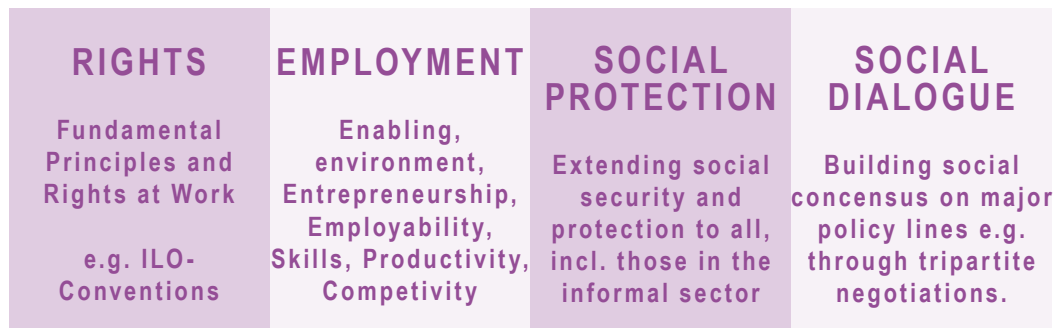 RIGHTS
Fundamental
Principles and
Rights at Work
e.g. ILO-
Conventions
EMPLOYMENT
Enabling,
environment,
Entrepreneurship,
Employability,
Skills, Productivity,
Competivity
SOCIAL
PROTECTION
Extending social
security and
protection to all,
incl. those in the
informal sector
SOCIAL
DIALOGUE
Building social
concensus on major
policy lines e.g.
through tripartite
negotiations.